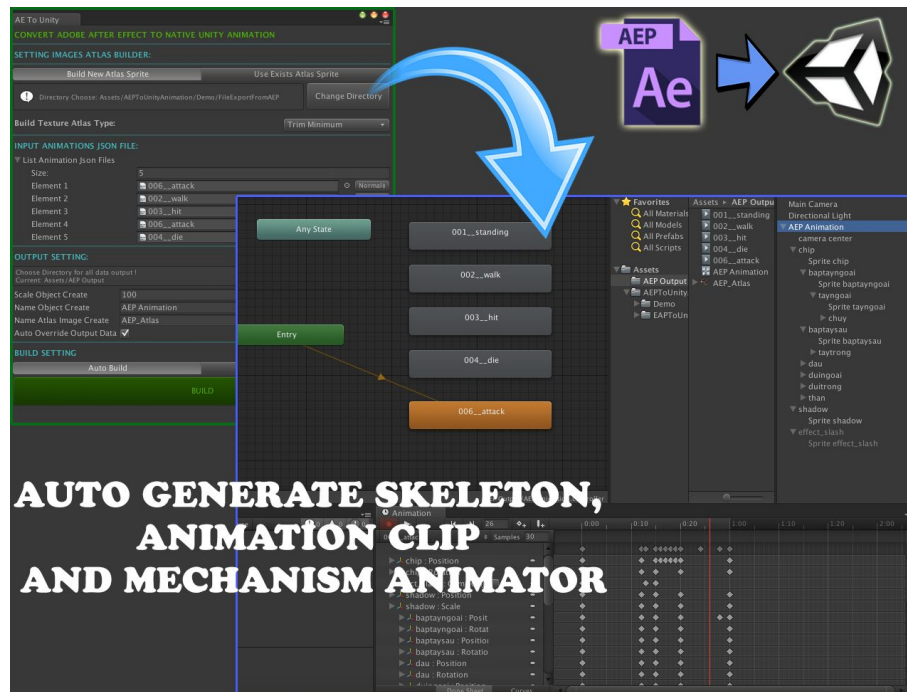 AE To Unity
CONVERT ADOBE AFTER EFFECT TO NATIVE UNITY ANIMATION
SETTING IMAGES ATLAS BUILDER:
Build New Atlas Sprite
Use Exists Atlas Sprite
Directory Choose: Assets/AEPToUnityAnimation/Demo/FileExportFromAEP
Change Directory
Build Texture Atlas Type:
Trim Minimum
INPUT ANIMATIONS JSON FILE:
List Animation Json Files
Size: 5
Element 1 006__attack Normals
Element 2 002__walk
Element 3 003__hit
Element 4 006__attack
Element 5 004__die
OUTPUT SETTING:
Choose Directory for all data output !
Current: Assets/AEP Output
Scale Object Create 100
Name Object Create AEP Animation
Name Atlas Image Create AEP_Atlas
Auto Override Output Data
BUILD SETTING
Auto Build
BUILD
AEP
Ae
Any State
Entry
001__standing
002__walk
003__hit
004__die
006__attack
Favorites
All Materials
All Models
All Prefabs
All Scripts
Assets
AEP Output
AEPToUnity
Demo
EAPToUn
Assets AEP Outpu
001__standing
002__walk
003__hit
004__die
006__attack
AEP Animation
AEP_Atlas
Main Camera
Directional Light
AEP Animation
camera center
chip
Sprite chip
baptayngoai
Sprite baptayngoai
tayngoai
Sprite tayngoai
chuy
baptaysau
Sprite baptaysau
taytrong
dau
duingoai
duitrong
than
shadow
Sprite shadow
effect_slash
Sprite effect_slash
AUTO GENERATE SKELETON,
ANIMATION CLIP
AND MECHANISM ANIMATOR
Animation
26
Samples 30
0:00 0:10 0:20 1:00 1:10 1:20 2:00
chip : Position
shadow : Position
shadow : Scale
baptayngoai : Posit
baptayngoai : Rotat
baptaysau : Position
baptaysau : Rotatio
dau : Position
dau : Rotation
Dope Sheet Curves